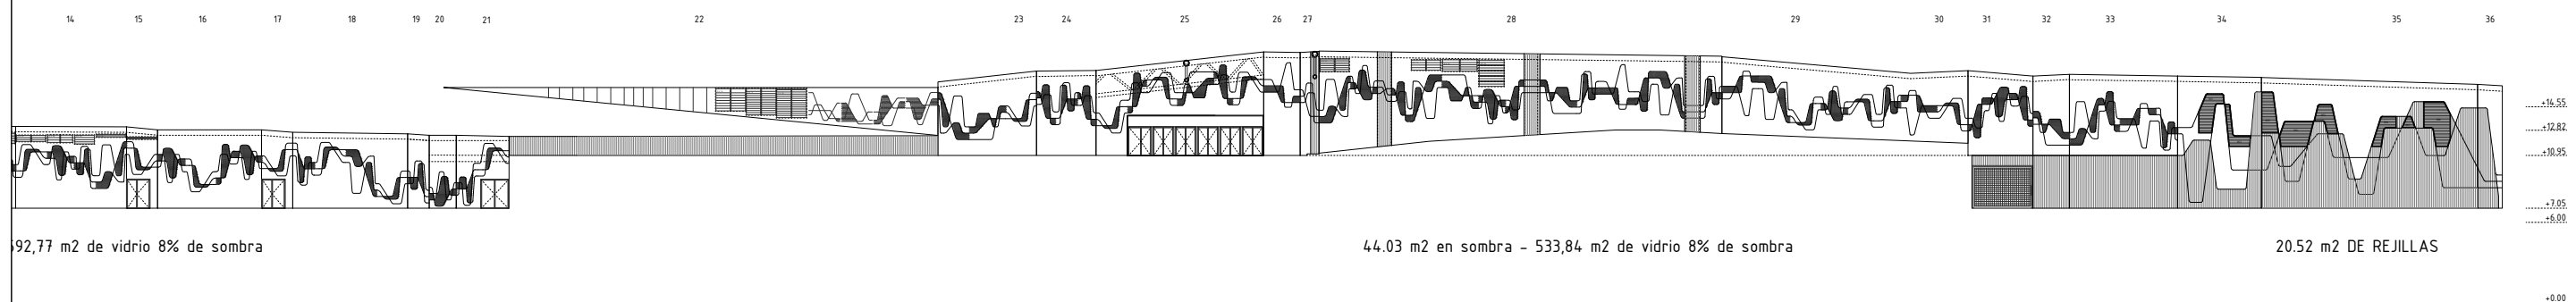 14 15 16 17 18 19 20 21 22 23 24 25 26 27 28 29 30 31 32 33 34 35 36
+14.55
+12.82
+10.95
+7.05
+6.00
92,77 m2 de vidrio 8% de sombra
44.03 m2 en sombra - 533,84 m2 de vidrio 8% de sombra
20.52 m2 DE REJILLAS
+0.00